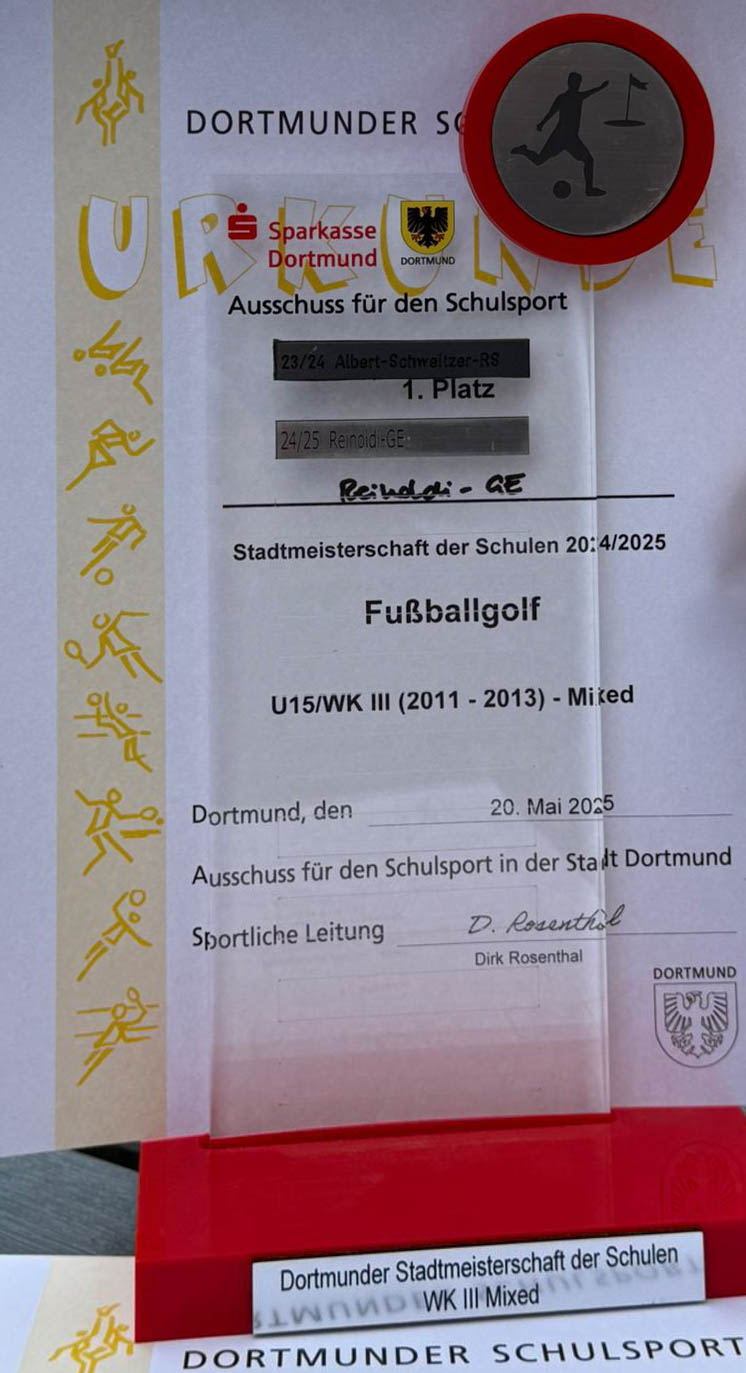 DORTMUNDER
URKUNDE
Sparkasse
Dortmund
DORTMUND
Ausschuss für den Schulsport
23/24 Albert-Schweitzer-RS
1. Platz
24/25 Reinoldi-GE
Reinoldi - GE
Stadtmeisterschaft der Schulen 2024/2025
Fußballgolf
U15/WK III (2011 - 2013) - Mixed
Dortmund, den 20. Mai 2025
Ausschuss für den Schulsport in der Stadt Dortmund
Sportliche Leitung D. Rosenthal
Dirk Rosenthal
DORTMUND
Dortmunder Stadtmeisterschaft der Schulen
WK III Mixed
DORTMUNDER SCHULSPORT